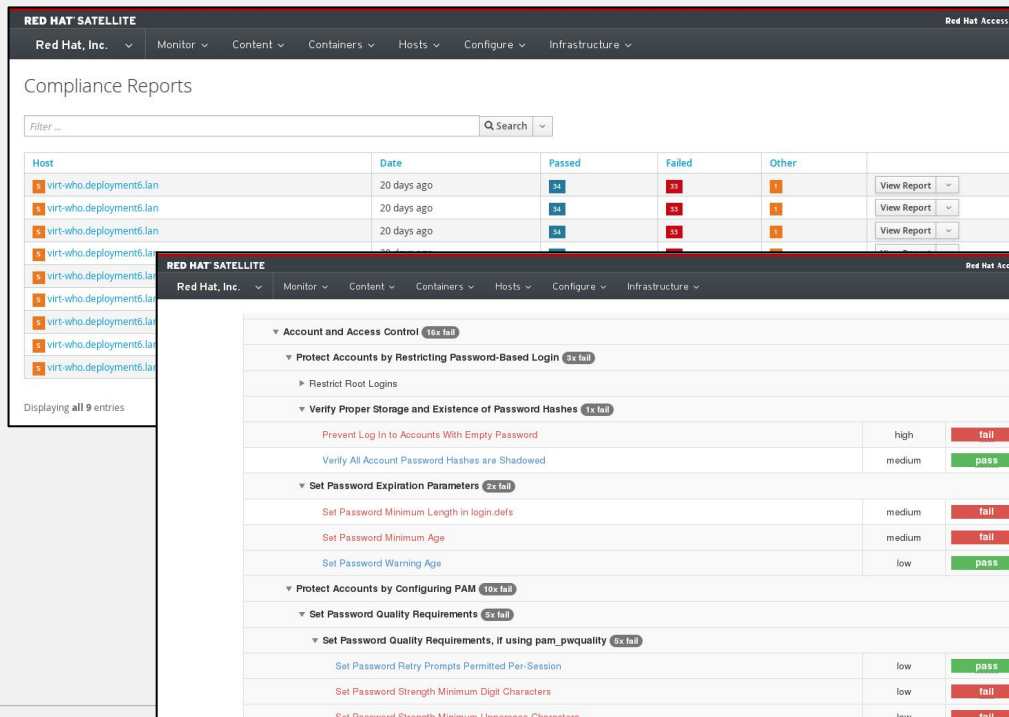 RED HAT SATELLITE Red Hat Access
Red Hat, Inc. Monitor Content Containers Hosts Configure Infrastructure
Compliance Reports
Filter ... Search
Host Date Passed Failed Other
S virt-who.deployment6.lan 20 days ago 34 33 1 View Report
S virt-who.deployment6.lan 20 days ago 34 33 1 View Report
S virt-who.deployment6.lan 20 days ago 34 33 1 View Report
S virt-who.deployment6.lan
S virt-who.deployment6.lan
S virt-who.deployment6.lan
S virt-who.deployment6.lan
S virt-who.deployment6.lan
S virt-who.deployment6.lan
Displaying all 9 entries
RED HAT SATELLITE Red Hat Acc
Red Hat, Inc. Monitor Content Containers Hosts Configure Infrastructure
Account and Access Control 16x fail
Protect Accounts by Restricting Password-Based Login 3x fail
Restrict Root Logins
Verify Proper Storage and Existence of Password Hashes 1x fail
Prevent Log In to Accounts With Empty Password high fail
Verify All Account Password Hashes are Shadowed medium pass
Set Password Expiration Parameters 2x fail
Set Password Minimum Length in login.defs medium fail
Set Password Minimum Age medium fail
Set Password Warning Age low pass
Protect Accounts by Configuring PAM 10x fail
Set Password Quality Requirements 5x fail
Set Password Quality Requirements, if using pam_pwquality 5x fail
Set Password Retry Prompts Permitted Per-Session low pass
Set Password Strength Minimum Digit Characters low fail
Set Password Strength Minimum Uppercase Characters low fail